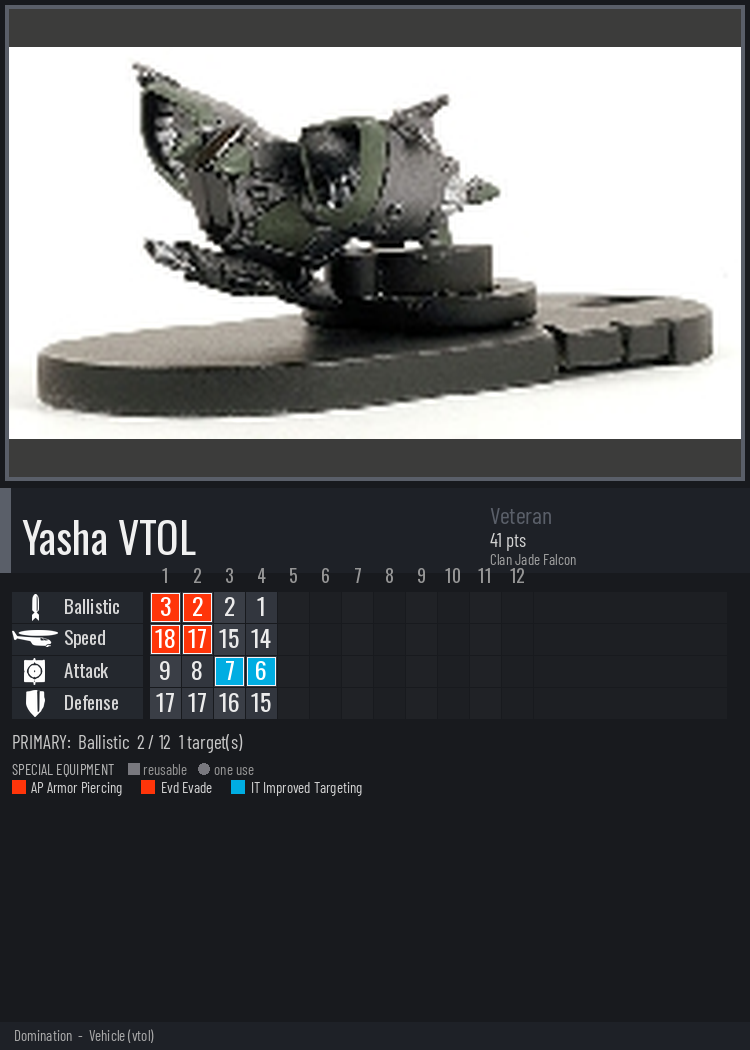 Yasha VTOL
Veteran
41 pts
Clan Jade Falcon
1 2 3 4 5 6 7 8 9 10 11 12
Ballistic 3 2 2 1
Speed 18 17 15 14
Attack 9 8 7 6
Defense 17 17 16 15
PRIMARY: Ballistic 2 / 12 1 target(s)
SPECIAL EQUIPMENT reusable one use
AP Armor Piercing Evd Evade IT Improved Targeting
Domination - Vehicle (vtol)